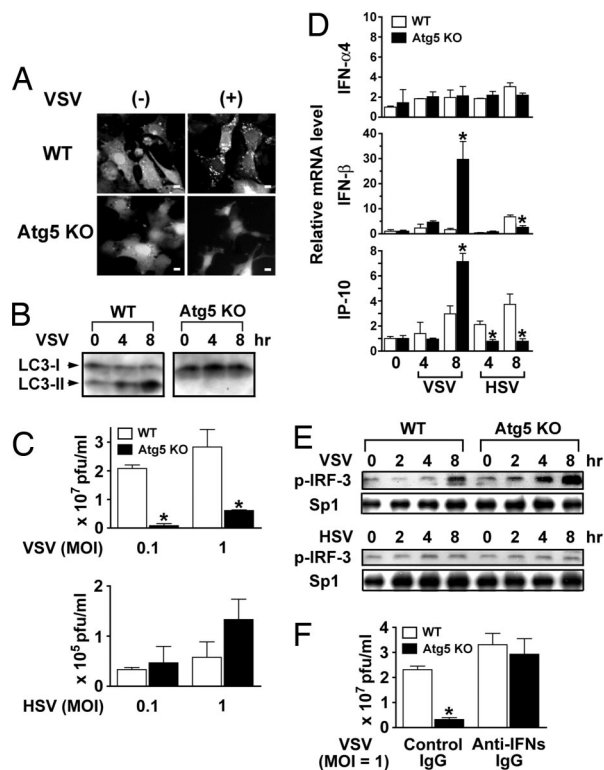 A
VSV (-) (+)
WT
Atg5 KO
B
WT Atg5 KO
VSV 0 4 8 0 4 8 hr
LC3-I
LC3-II
C
WT
Atg5 KO
x 10⁷ pfu/ml
3
2
1
0
* *
VSV (MOI) 0.1 1
x 10⁵ pfu/ml
2
1
0
HSV (MOI) 0.1 1
D
WT
Atg5 KO
Relative mRNA level
IFN-α4
10
8
6
4
2
0
IFN-β
40
30
20
10
5
0
* *
IP-10
8
6
4
2
0
* * *
0 4 8 4 8 hr
VSV HSV
E
WT Atg5 KO
VSV 0 2 4 8 0 2 4 8 hr
p-IRF-3
Sp1
HSV 0 2 4 8 0 2 4 8 hr
p-IRF-3
Sp1
F
WT
Atg5 KO
x 10⁷ pfu/ml
4
3
2
1
0
*
VSV (MOI = 1) Control IgG Anti-IFNs IgG